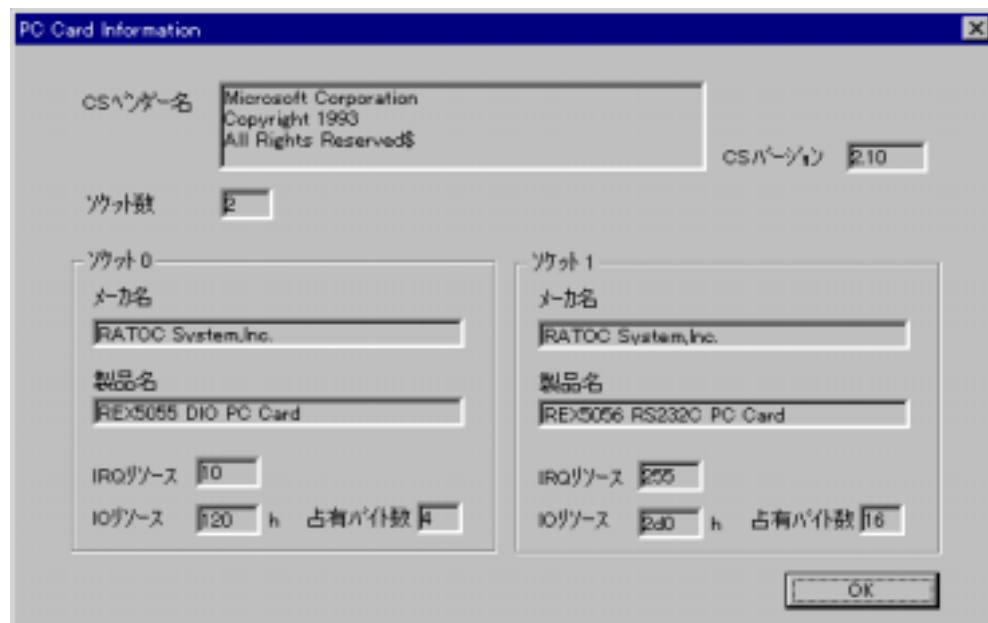 PC Card Information
CSベンダー名
Microsoft Corporation
Copyright 1993
All Rights Reserved$
CSバージョン 2.10
ソケット数 2
ソケット 0
メーカ名
RATOC System,Inc.
製品名
REX5055 DIO PC Card
IRQリソース 10
IOリソース 120 h 占有バイト数 4
ソケット 1
メーカ名
RATOC System,Inc.
製品名
REX5056 RS232C PC Card
IRQリソース 255
IOリソース 2d0 h 占有バイト数 16
OK